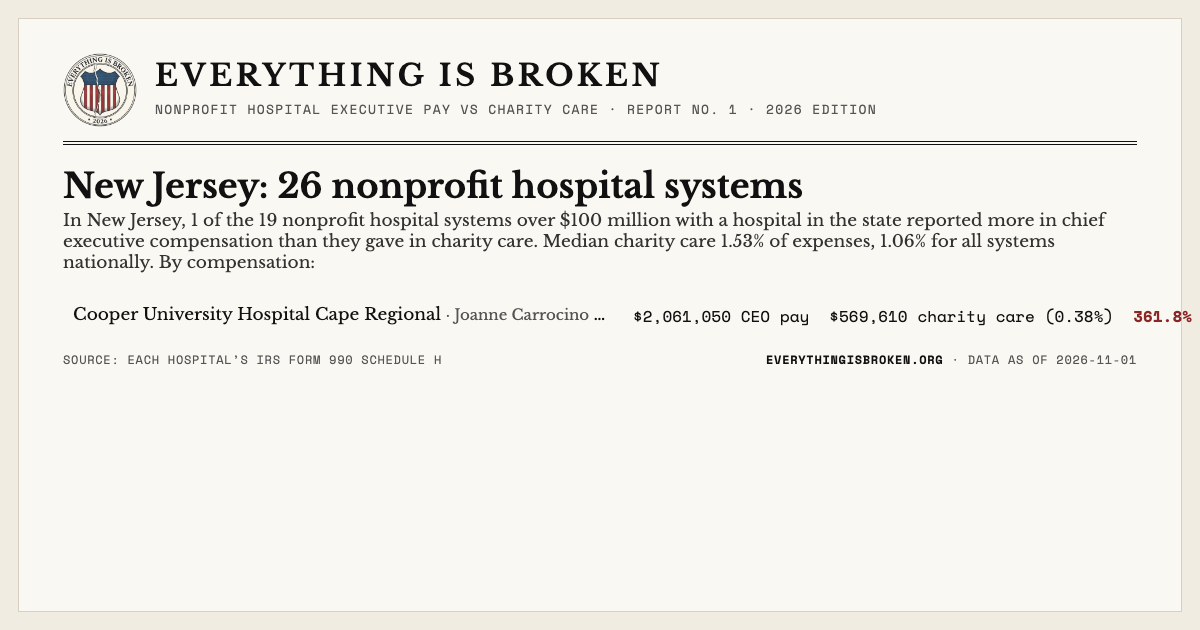 EVERYTHING IS BROKEN
· 2026 ·
EVERYTHING IS BROKEN
NONPROFIT HOSPITAL EXECUTIVE PAY VS CHARITY CARE · REPORT NO. 1 · 2026 EDITION
New Jersey: 26 nonprofit hospital systems
In New Jersey, 1 of the 19 nonprofit hospital systems over $100 million with a hospital in the state reported more in chief
executive compensation than they gave in charity care. Median charity care 1.53% of expenses, 1.06% for all systems
nationally. By compensation:
Cooper University Hospital Cape Regional · Joanne Carrocino … $2,061,050 CEO pay $569,610 charity care (0.38%) 361.8%
SOURCE: EACH HOSPITAL’S IRS FORM 990 SCHEDULE H
EVERYTHINGISBROKEN.ORG · DATA AS OF 2026-11-01